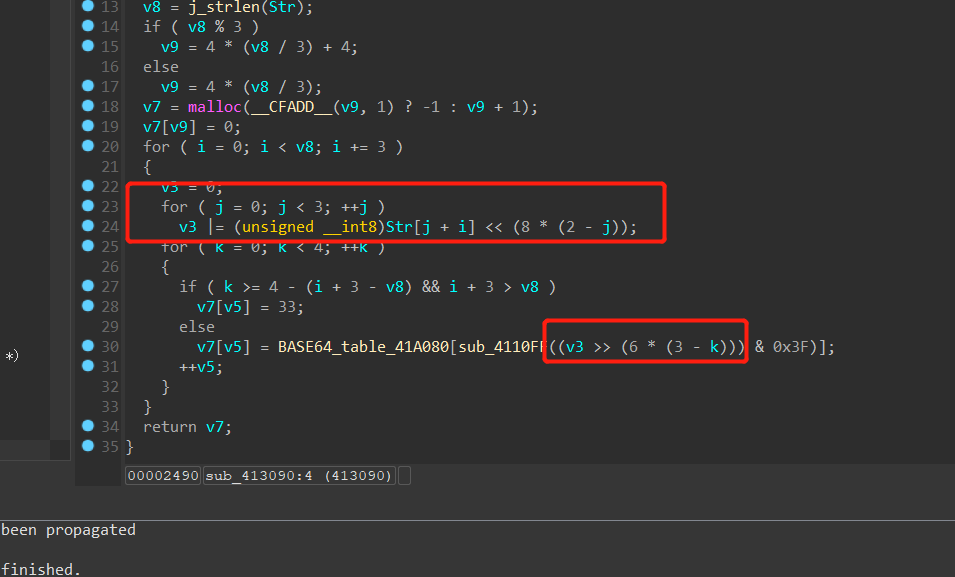 13 v8 = j_strlen(Str);
14 if ( v8 % 3 )
15 v9 = 4 * (v8 / 3) + 4;
16 else
17 v9 = 4 * (v8 / 3);
18 v7 = malloc(__CFADD__(v9, 1) ? -1 : v9 + 1);
19 v7[v9] = 0;
20 for ( i = 0; i < v8; i += 3 )
21 {
22 v3 = 0;
23 for ( j = 0; j < 3; ++j )
24 v3 |= (unsigned __int8)Str[j + i] << (8 * (2 - j));
25 for ( k = 0; k < 4; ++k )
26 {
27 if ( k >= 4 - (i + 3 - v8) && i + 3 > v8 )
28 v7[v5] = 33;
29 else
30 v7[v5] = BASE64_table_41A080[sub_4110FF((v3 >> (6 * (3 - k))) & 0x3F)];
*)
31 ++v5;
32 }
33 }
34 return v7;
35 }
00002490 sub_413090:4 (413090)
been propagated
finished.